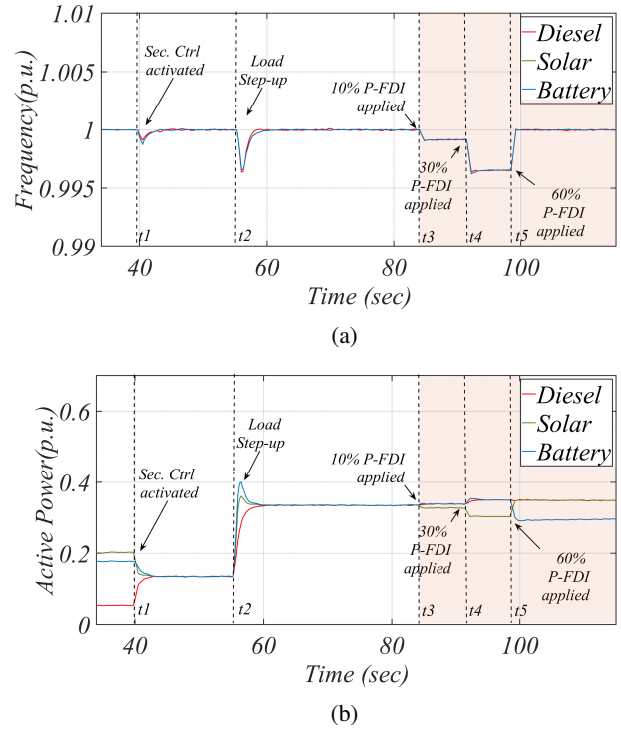 1.01
1.005
1
0.995
0.99
Frequency(p.u.)
Sec. Ctrl
activated
Load
Step-up
10% P-FDI
applied
30%
P-FDI
applied
60%
P-FDI
applied
Diesel
Solar
Battery
t1
t2
t3
t4
t5
40
60
80
100
Time (sec)
(a)
0.6
0.4
0.2
0
Active Power(p.u.)
Sec. Ctrl
activated
Load
Step-up
10% P-FDI
applied
30%
P-FDI
applied
60%
P-FDI
applied
Diesel
Solar
Battery
t1
t2
t3
t4
t5
40
60
80
100
Time (sec)
(b)